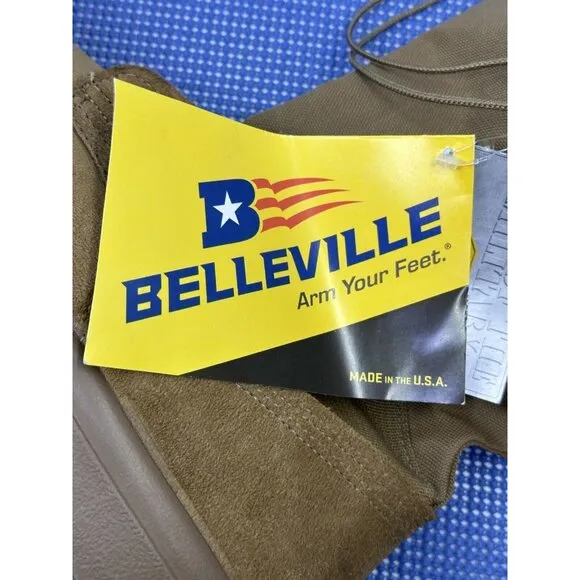 B
BELLEVILLE
Arm Your Feet.®
MADE IN THE U.S.A.